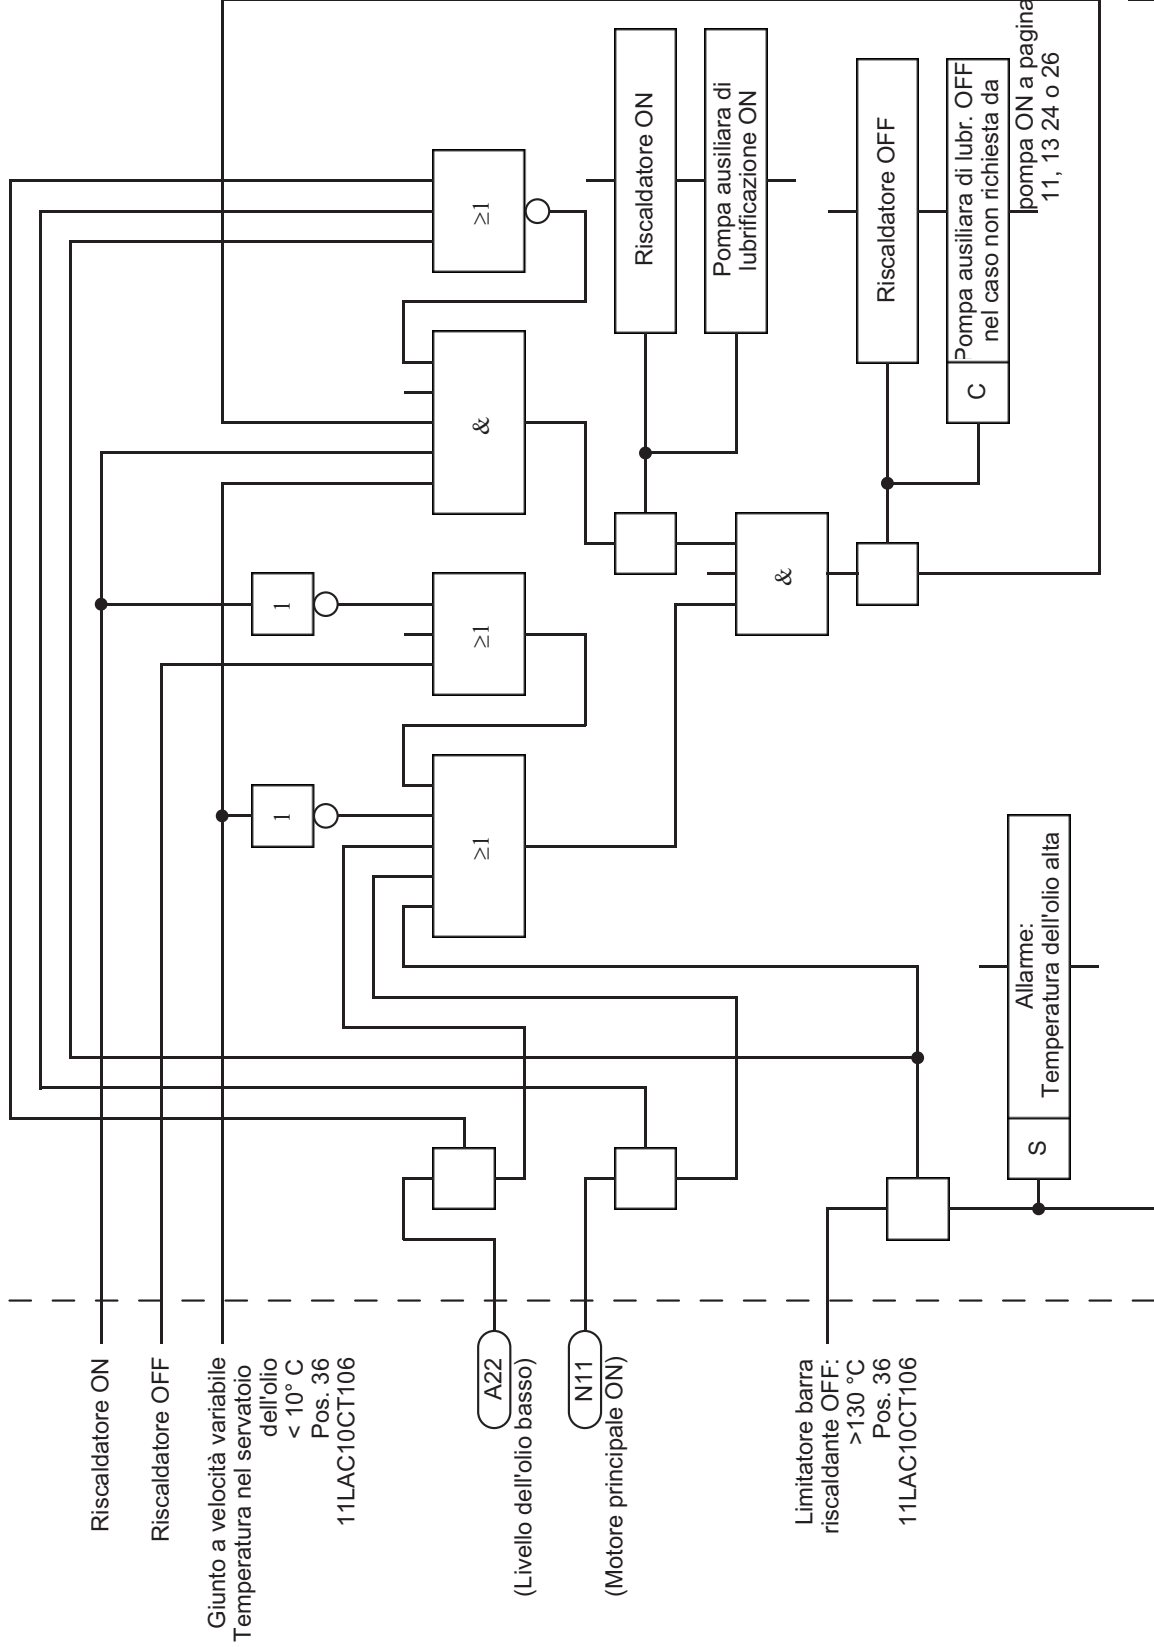 Riscaldatore ON
Riscaldatore OFF
Giunto a velocità variabile
Temperatura nel servatoio
dell'olio
< 10° C
Pos. 36
11LAC10CT106
A22
(Livello dell'olio basso)
N11
(Motore principale ON)
Limitatore barra
riscaldante OFF:
>130 °C
Pos. 36
11LAC10CT106
1
1
≥1
≥1
&
≥1
&
S
Allarme:
Temperatura dell'olio alta
Riscaldatore ON
Pompa ausiliara di
lubrificazione ON
Riscaldatore OFF
C
Pompa ausiliara di lubr. OFF
nel caso non richiesta da
pompa ON a pagina
11, 13 24 o 26